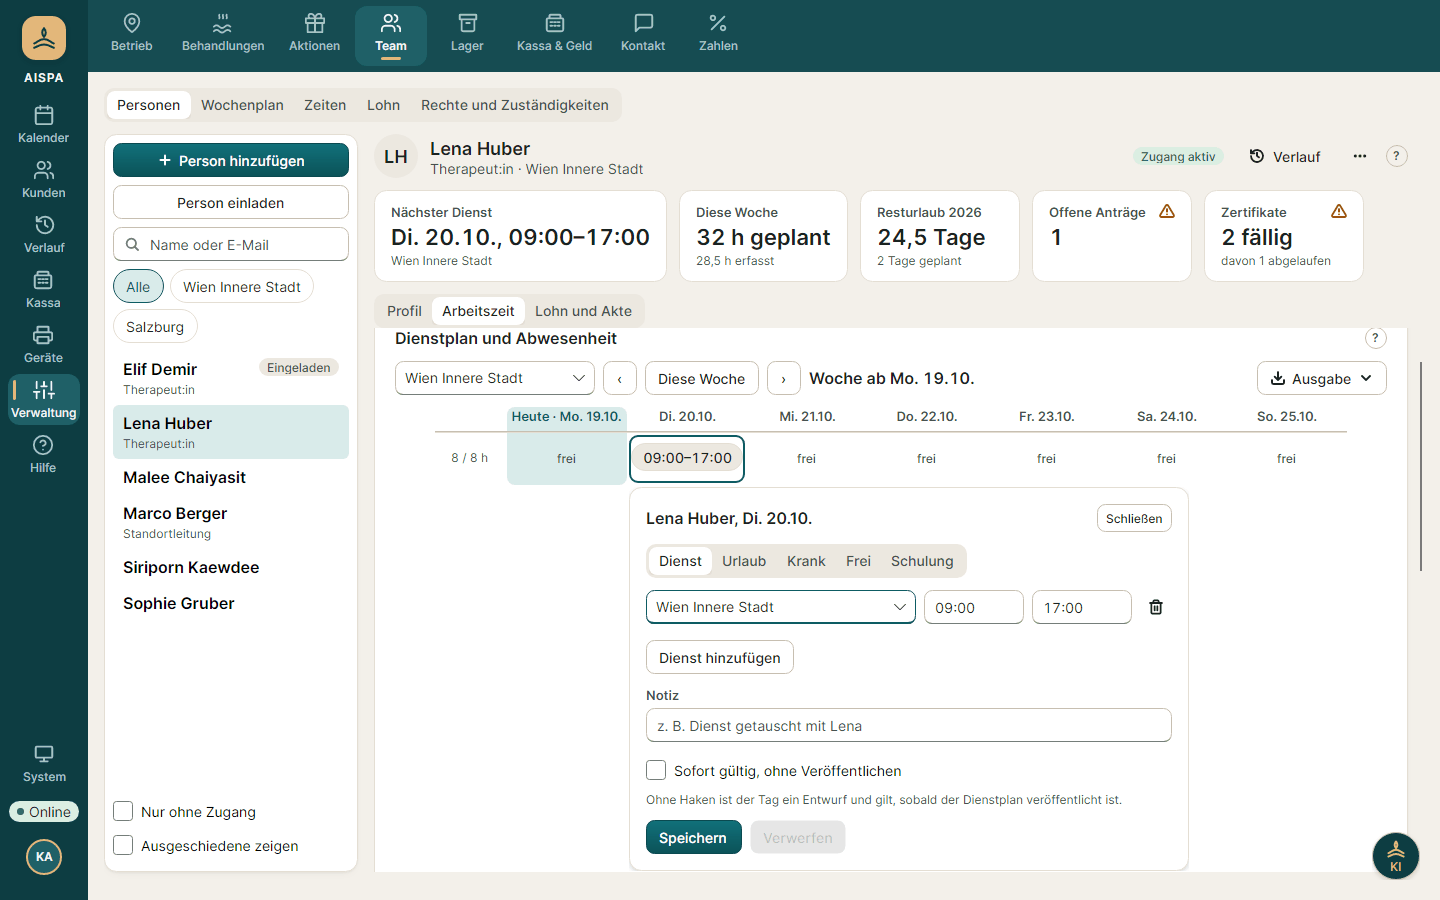 AISPA
Kalender
Kunden
Verlauf
Kassa
Geräte
Verwaltung
Hilfe
System
Online
KA
Betrieb
Behandlungen
Aktionen
Team
Lager
Kassa & Geld
Kontakt
Zahlen
Personen
Wochenplan
Zeiten
Lohn
Rechte und Zuständigkeiten
+ Person hinzufügen
Person einladen
Name oder E-Mail
Alle
Wien Innere Stadt
Salzburg
Elif Demir
Eingeladen
Therapeut:in
Lena Huber
Therapeut:in
Malee Chaiyasit
Marco Berger
Standortleitung
Siriporn Kaewdee
Sophie Gruber
Nur ohne Zugang
Ausgeschiedene zeigen
LH
Lena Huber
Therapeut:in · Wien Innere Stadt
Zugang aktiv
Verlauf
?
Nächster Dienst
Di. 20.10., 09:00–17:00
Wien Innere Stadt
Diese Woche
32 h geplant
28,5 h erfasst
Resturlaub 2026
24,5 Tage
2 Tage geplant
Offene Anträge
1
Zertifikate
2 fällig
davon 1 abgelaufen
Profil
Arbeitszeit
Lohn und Akte
Dienstplan und Abwesenheit
?
Wien Innere Stadt
‹
Diese Woche
›
Woche ab Mo. 19.10.
Ausgabe
Heute · Mo. 19.10.
Di. 20.10.
Mi. 21.10.
Do. 22.10.
Fr. 23.10.
Sa. 24.10.
So. 25.10.
8 / 8 h
frei
09:00–17:00
frei
frei
frei
frei
frei
Lena Huber, Di. 20.10.
Schließen
Dienst
Urlaub
Krank
Frei
Schulung
Wien Innere Stadt
09:00
17:00
Dienst hinzufügen
Notiz
z. B. Dienst getauscht mit Lena
Sofort gültig, ohne Veröffentlichen
Ohne Haken ist der Tag ein Entwurf und gilt, sobald der Dienstplan veröffentlicht ist.
Speichern
Verwerfen
KI